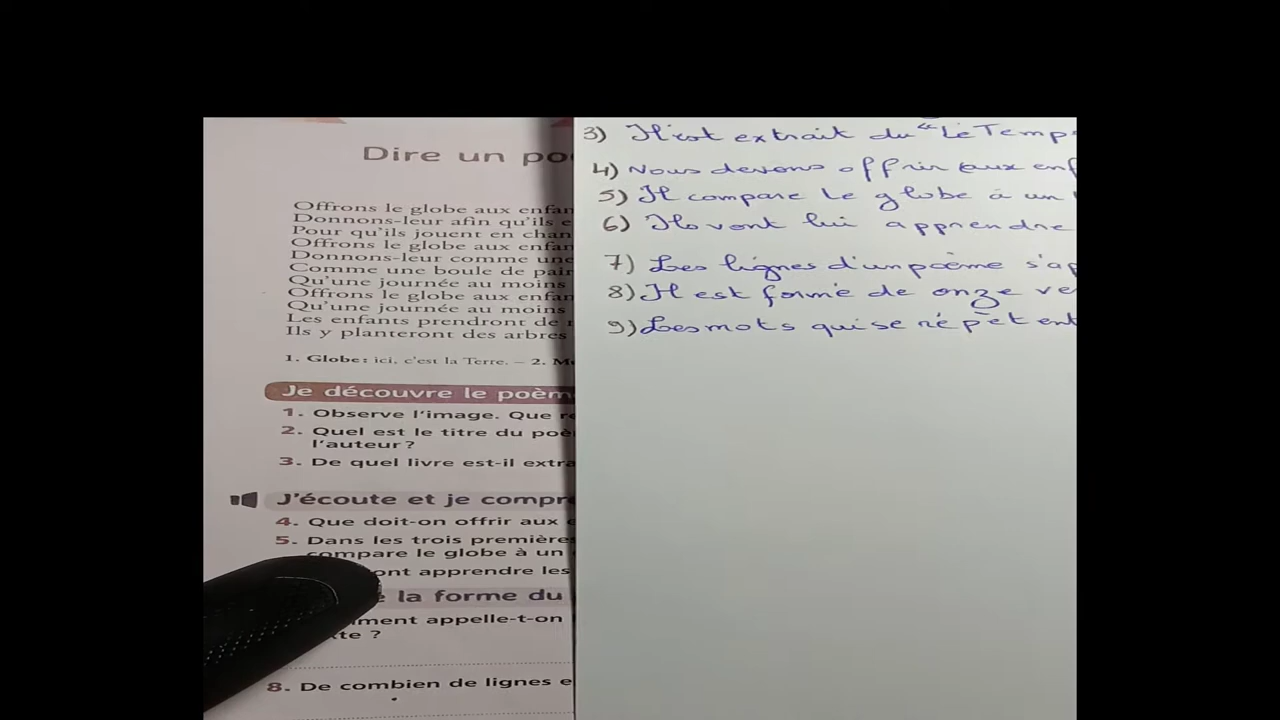 Dire un po
Offrons le globe aux enfan
Donnons-leur afin qu'ils e
Pour qu'ils jouent en chan
Offrons le globe aux enfan
Donnons-leur comme une
Comme une boule de pain
Qu'une journée au moins
Offrons le globe aux enfan
Qu'une journée au moins
Les enfants prendront de
Ils y planteront des arbres
1. Globe: ici, c'est la Terre. – 2. M
Je découvre le poèm
1. Observe l'image. Que re
2. Quel est le titre du poè
l'auteur ?
3. De quel livre est-il extra
J'écoute et je compr
4. Que doit-on offrir aux e
5. Dans les trois premières
compare le globe à un
ont apprendre les
la forme du
mment appelle-t-on
xte ?
8. De combien de lignes e
3) Il est extrait du "Le Temps
4) Nous devons offrir aux enf
5) Il compare le globe à un
6) Ils vont lui apprendre
7) Les lignes d'un poème s'ap
8) Il est formé de onze ve
9) Les mots qui se répètent